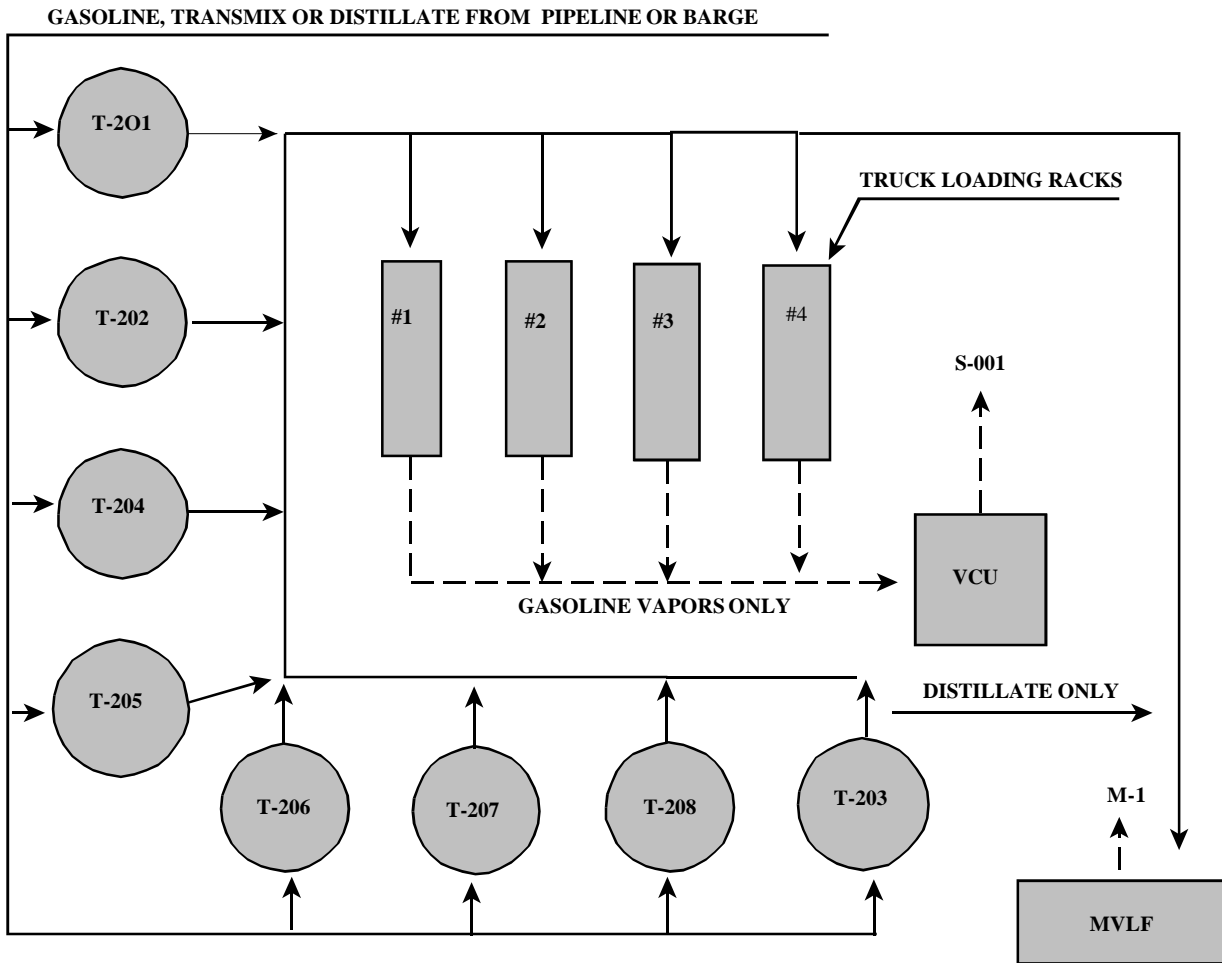 GASOLINE, TRANSMIX OR DISTILLATE FROM PIPELINE OR BARGE
T-2O1
TRUCK LOADING RACKS
T-202
#1
#2
#3
#4
S-001
T-204
VCU
GASOLINE VAPORS ONLY
T-205
DISTILLATE ONLY
T-206
T-207
T-208
T-203
M-1
MVLF